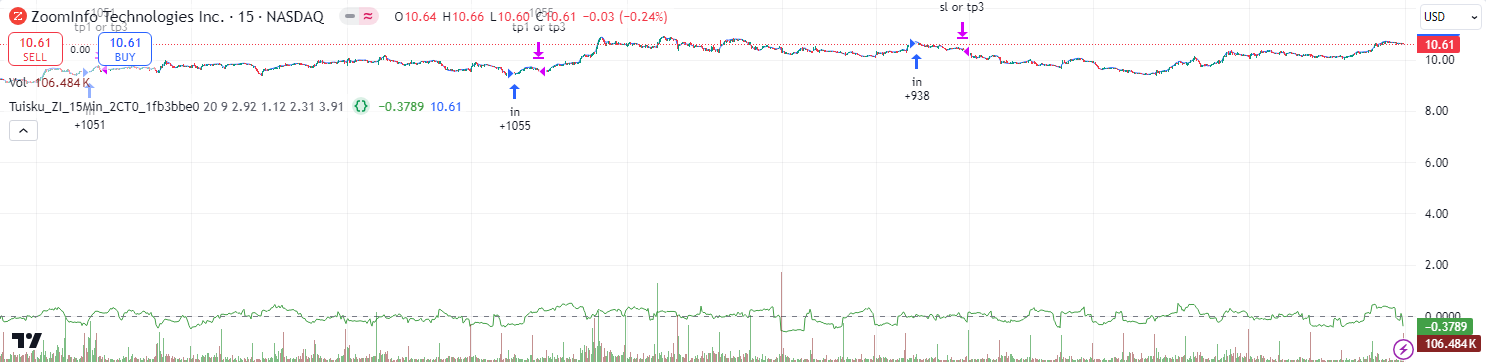 ZoomInfo Technologies Inc. · 15 · NASDAQ
O10.64 H10.66 L10.60 C10.61 −0.03 (−0.24%)
1051
tp1 or tp3
1055
tp1 or tp3
sl or tp3
USD
10.61
SELL
0.00
10.61
BUY
Vol 106.484K
Tuisku_ZI_15Min_2CT0_1fb3bbe0 20 9 2.92 1.12 2.31 3.91 {} −0.3789 10.61
in
+1051
in
+1055
in
+938
10.61
10.00
8.00
6.00
4.00
2.00
0.0000
−0.3789
106.484K